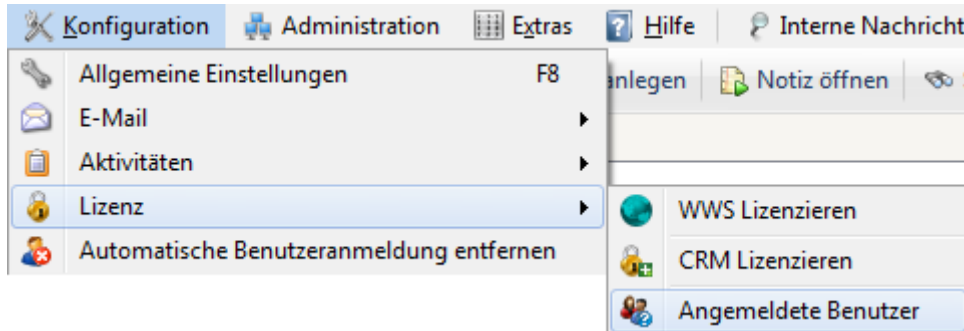 Konfiguration Administration Extras Hilfe Interne Nachricht
Allgemeine Einstellungen F8
anlegen Notiz öffnen
E-Mail
Aktivitäten
Lizenz
WWS Lizenzieren
Automatische Benutzeranmeldung entfernen
CRM Lizenzieren
Angemeldete Benutzer